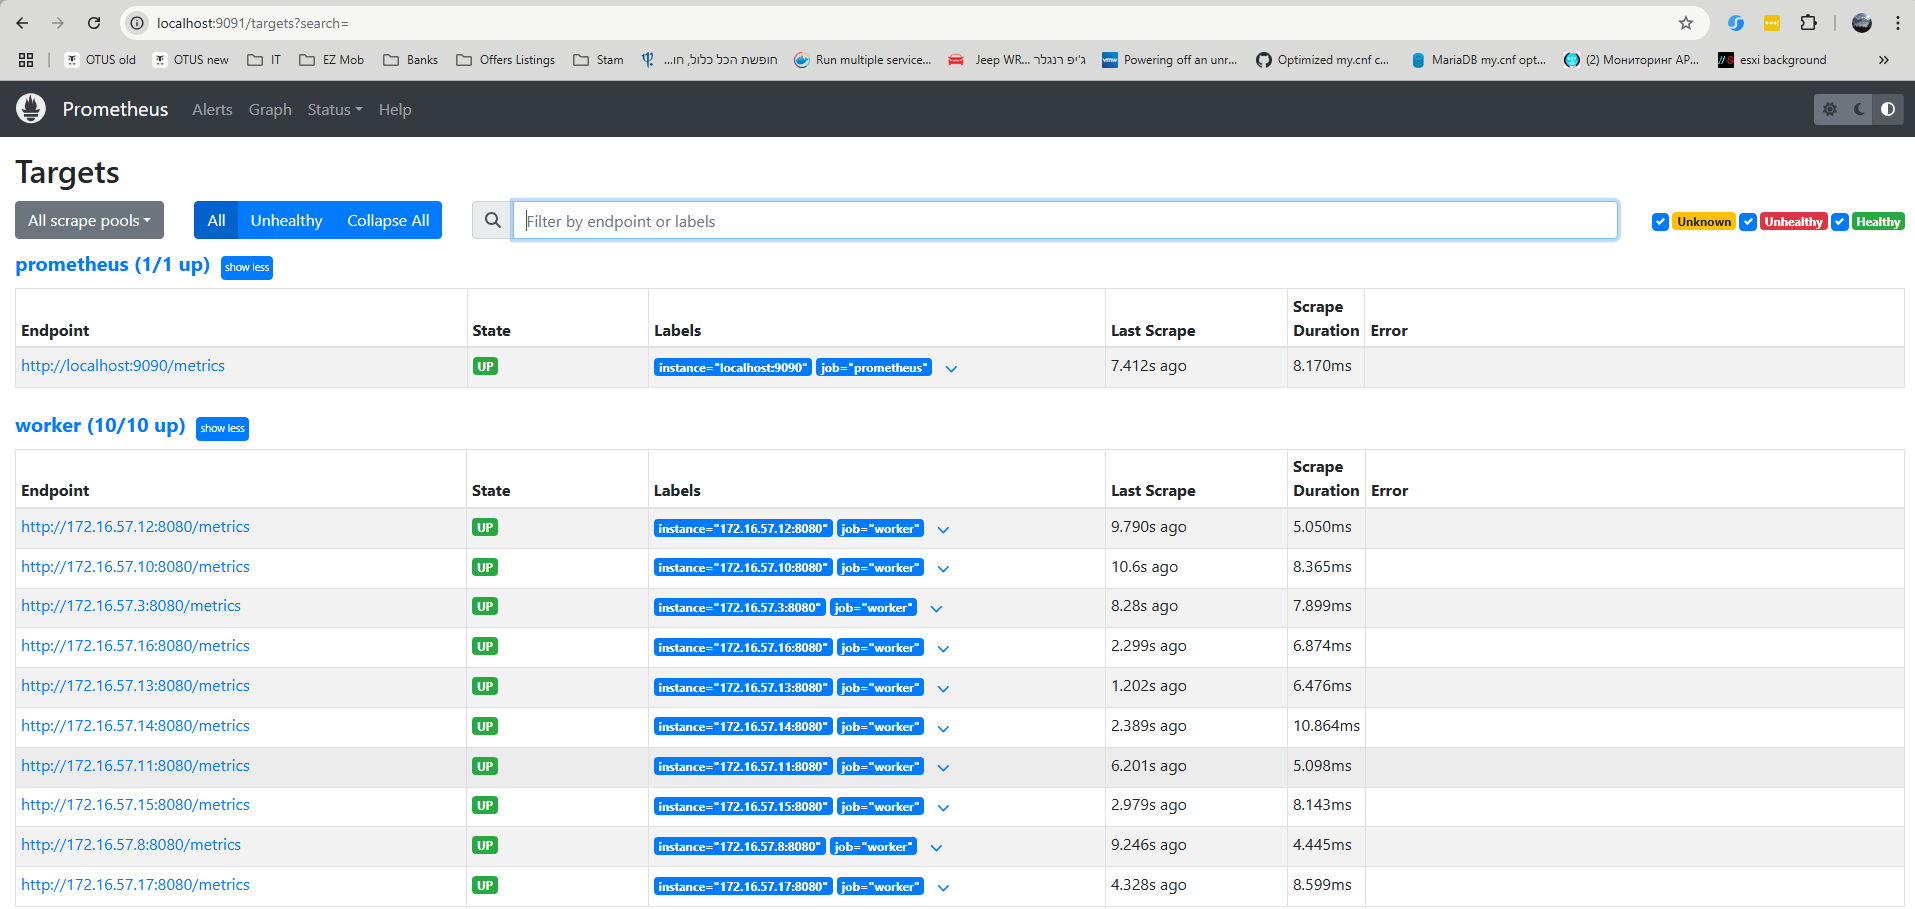 localhost:9091/targets?search=
OTUS old OTUS new IT EZ Mob Banks Offers Listings Stam חופשת הכל כלול, חו... Run multiple service... Jeep WR... ג'יפ רנגלר Powering off an unr... Optimized my.cnf c... MariaDB my.cnf opt... (2) Мониторинг AP... esxi background
Prometheus Alerts Graph Status Help
Targets
All scrape pools All Unhealthy Collapse All Filter by endpoint or labels Unknown Unhealthy Healthy
prometheus (1/1 up) show less
Endpoint State Labels Last Scrape Scrape Duration Error
http://localhost:9090/metrics UP instance="localhost:9090" job="prometheus" 7.412s ago 8.170ms
worker (10/10 up) show less
Endpoint State Labels Last Scrape Scrape Duration Error
http://172.16.57.12:8080/metrics UP instance="172.16.57.12:8080" job="worker" 9.790s ago 5.050ms
http://172.16.57.10:8080/metrics UP instance="172.16.57.10:8080" job="worker" 10.6s ago 8.365ms
http://172.16.57.3:8080/metrics UP instance="172.16.57.3:8080" job="worker" 8.28s ago 7.899ms
http://172.16.57.16:8080/metrics UP instance="172.16.57.16:8080" job="worker" 2.299s ago 6.874ms
http://172.16.57.13:8080/metrics UP instance="172.16.57.13:8080" job="worker" 1.202s ago 6.476ms
http://172.16.57.14:8080/metrics UP instance="172.16.57.14:8080" job="worker" 2.389s ago 10.864ms
http://172.16.57.11:8080/metrics UP instance="172.16.57.11:8080" job="worker" 6.201s ago 5.098ms
http://172.16.57.15:8080/metrics UP instance="172.16.57.15:8080" job="worker" 2.979s ago 8.143ms
http://172.16.57.8:8080/metrics UP instance="172.16.57.8:8080" job="worker" 9.246s ago 4.445ms
http://172.16.57.17:8080/metrics UP instance="172.16.57.17:8080" job="worker" 4.328s ago 8.599ms